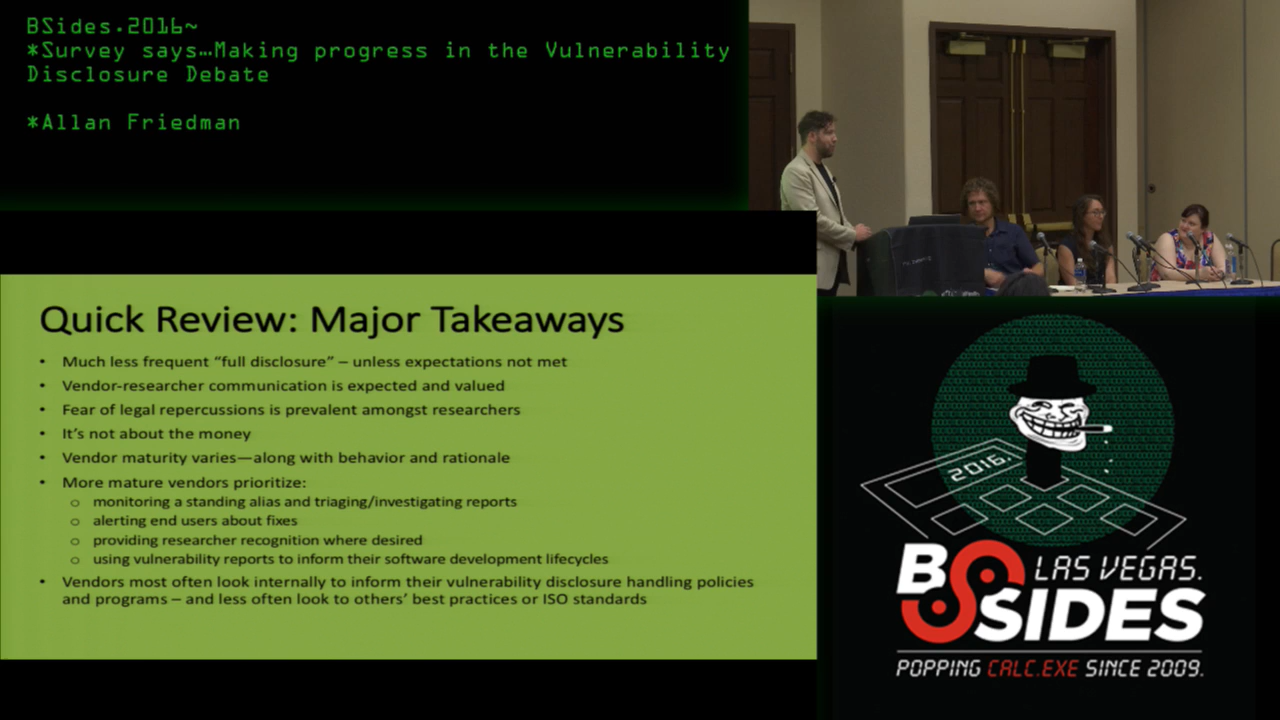 BSides.2016~
*Survey says…Making progress in the Vulnerability
Disclosure Debate
*Allan Friedman
Quick Review: Major Takeaways
• Much less frequent “full disclosure” – unless expectations not met
• Vendor-researcher communication is expected and valued
• Fear of legal repercussions is prevalent amongst researchers
• It’s not about the money
• Vendor maturity varies—along with behavior and rationale
• More mature vendors prioritize:
o monitoring a standing alias and triaging/investigating reports
o alerting end users about fixes
o providing researcher recognition where desired
o using vulnerability reports to inform their software development lifecycles
• Vendors most often look internally to inform their vulnerability disclosure handling policies
and programs – and less often look to others’ best practices or ISO standards
2016.
BSIDES
LAS VEGAS.
POPPING CALC.EXE SINCE 2009.